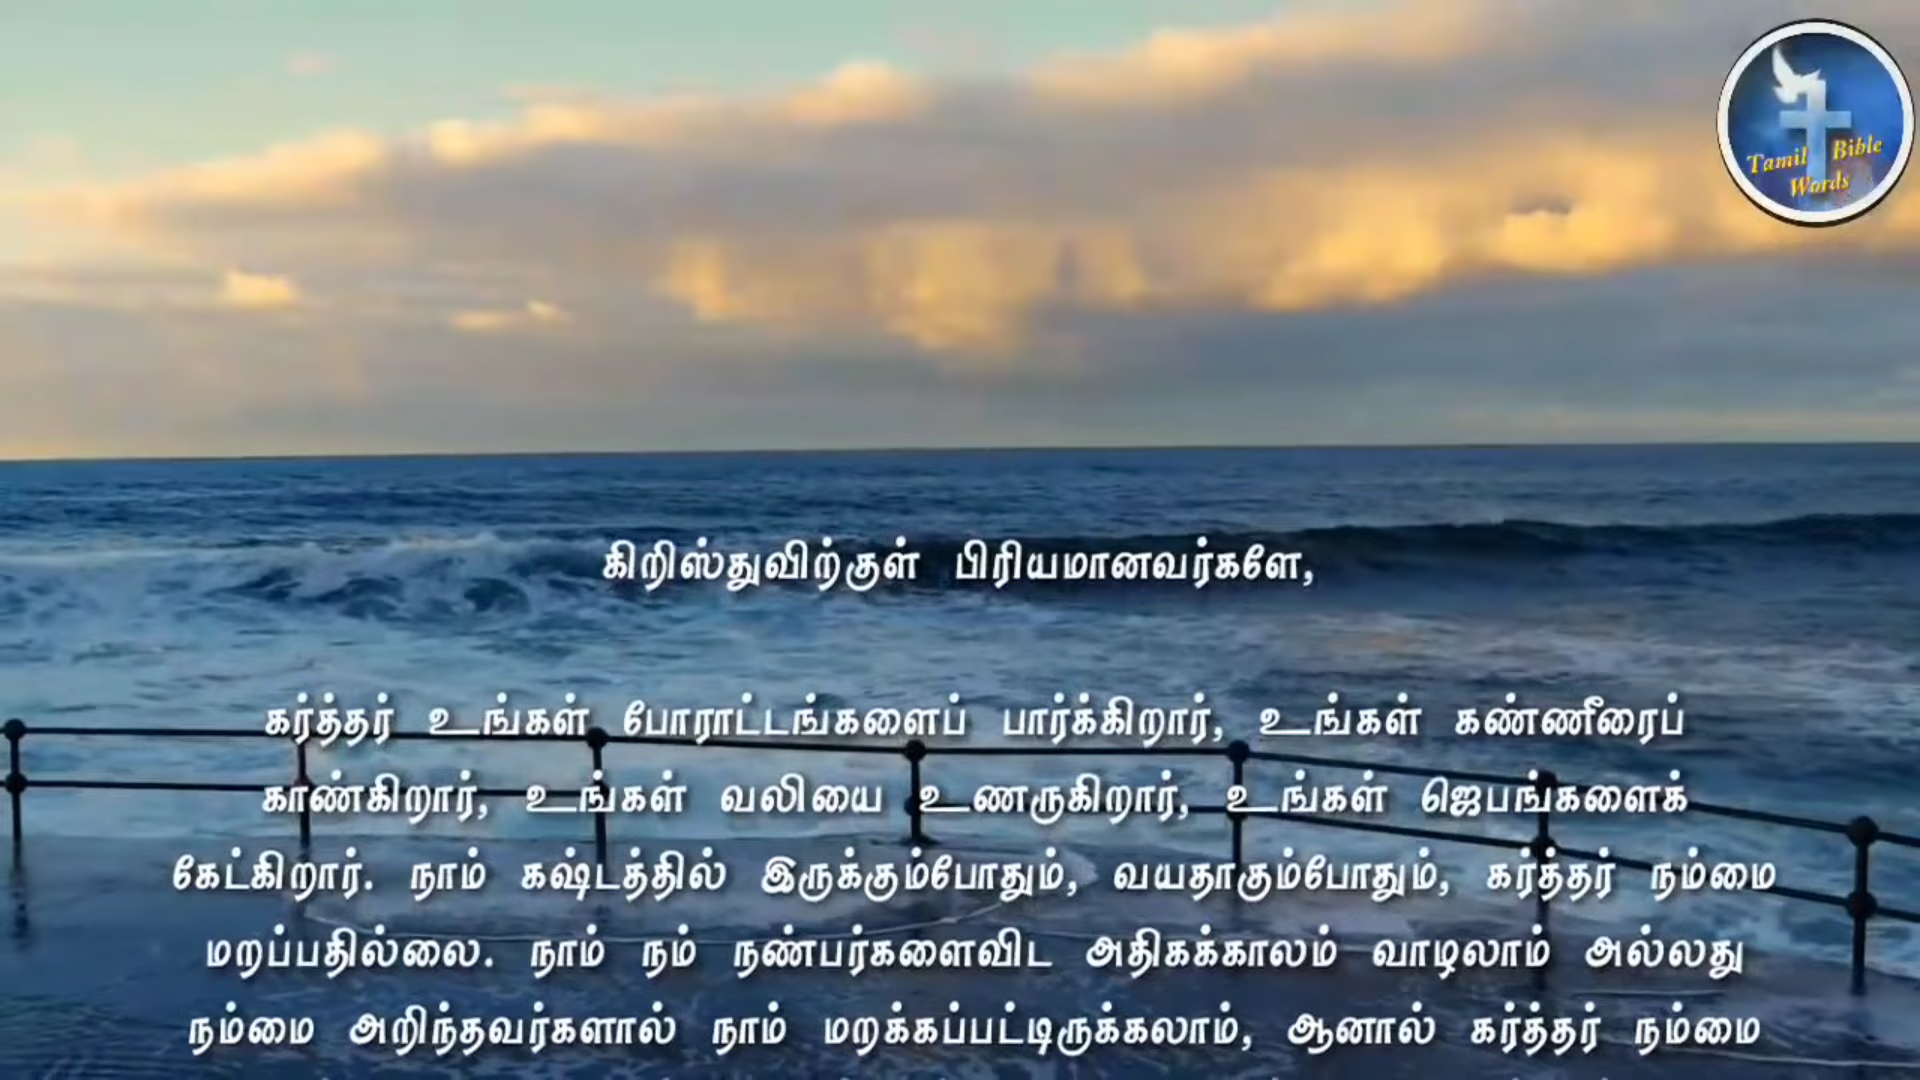 Tamil Bible
Words
கிறிஸ்துவிற்குள் பிரியமானவர்களே,
கர்த்தர் உங்கள் போராட்டங்களைப் பார்க்கிறார், உங்கள் கண்ணீரைப்
காண்கிறார், உங்கள் வலியை உணருகிறார், உங்கள் ஜெபங்களைக்
கேட்கிறார். நாம் கஷ்டத்தில் இருக்கும்போதும், வயதாகும்போதும், கர்த்தர் நம்மை
மறப்பதில்லை. நாம் நம் நண்பர்களைவிட அதிகக்காலம் வாடிலாம் அல்லது
நம்மை அறிந்தவர்களால் நாம் மறக்கப்பட்டிருக்கலாம், ஆனால் கர்த்தர் நம்மை